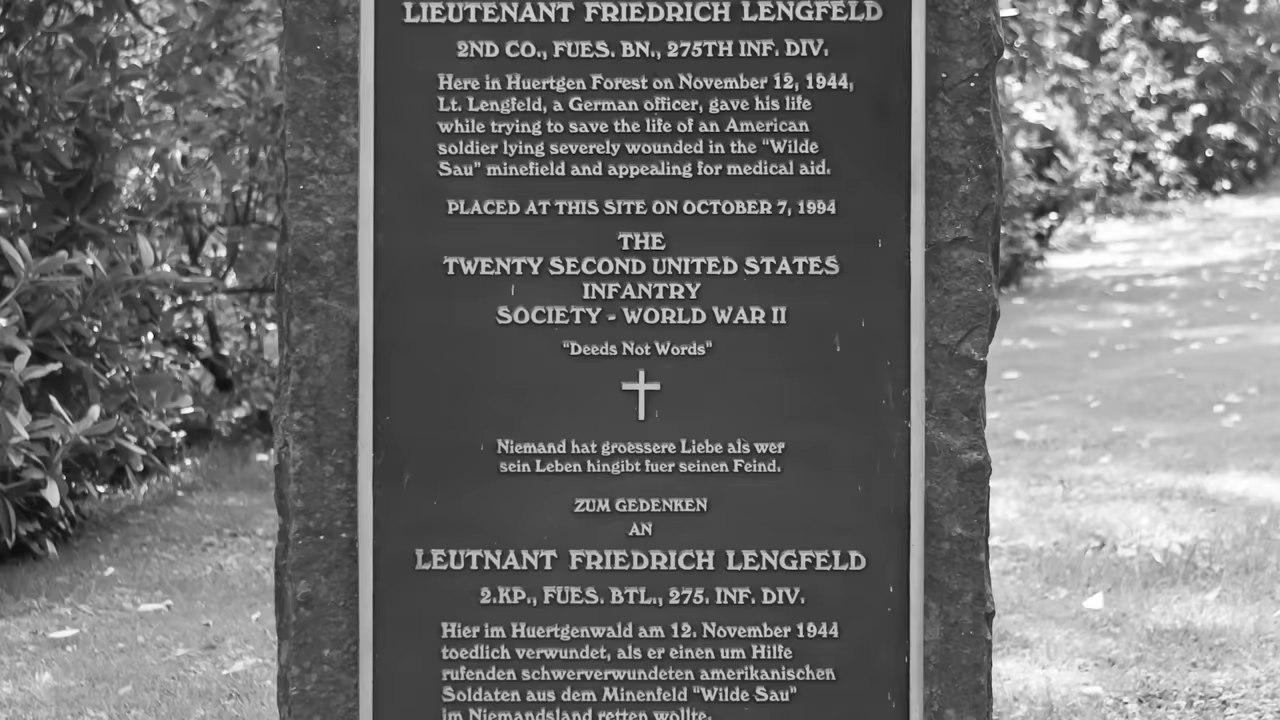 LIEUTENANT FRIEDRICH LENGFELD
2ND CO., FUES. BN., 275TH INF. DIV.
Here in Huertgen Forest on November 12, 1944,
Lt. Lengfeld, a German officer, gave his life
while trying to save the life of an American
soldier lying severely wounded in the "Wilde
Sau" minefield and appealing for medical aid.
PLACED AT THIS SITE ON OCTOBER 7, 1994
THE
TWENTY SECOND UNITED STATES
INFANTRY
SOCIETY - WORLD WAR II
"Deeds Not Words"
Niemand hat groessere Liebe als wer
sein Leben hingibt fuer seinen Feind.
ZUM GEDENKEN
AN
LEUTNANT FRIEDRICH LENGFELD
2.KP., FUES. BTL., 275. INF. DIV.
Hier im Huertgenwald am 12. November 1944
toedlich verwundet, als er einen um Hilfe
rufenden schwerverwundeten amerikanischen
Soldaten aus dem Minenfeld "Wilde Sau"
im Niemandsland retten wollte.